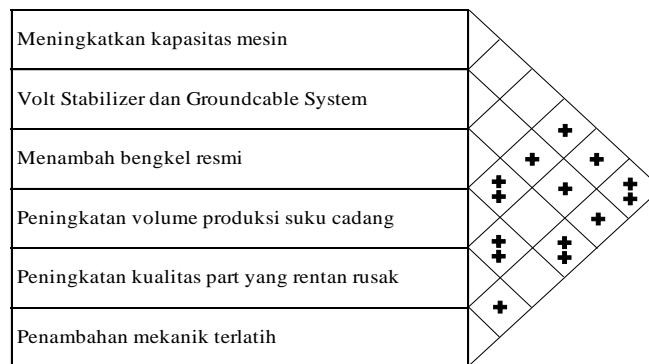 Meningkatkan kapasitas mesin
Volt Stabilizer dan Groundcable System
Menambah bengkel resmi
Peningkatan volume produksi suku cadang
Peningkatan kualitas part yang rentan rusak
Penambahan mekanik terlatih